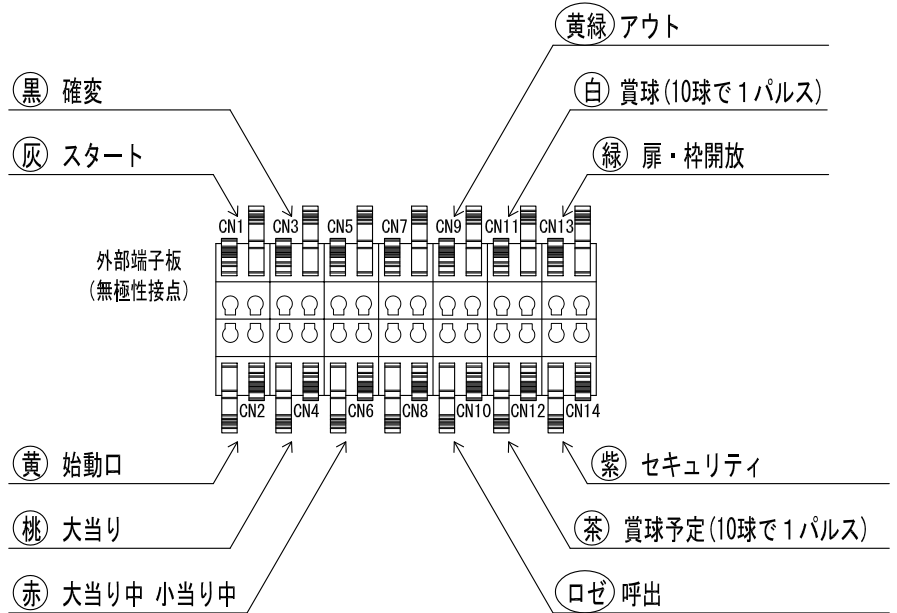 黄緑 アウト
黒 確変
白 賞球(10球で1パルス)
灰 スタート
緑 扉・枠開放
CN1 CN3 CN5 CN7 CN9 CN11 CN13
外部端子板
(無極性接点)
CN2 CN4 CN6 CN8 CN10 CN12 CN14
黄 始動口
紫 セキュリティ
桃 大当り
茶 賞球予定(10球で1パルス)
赤 大当り中 小当り中
ロゼ 呼出